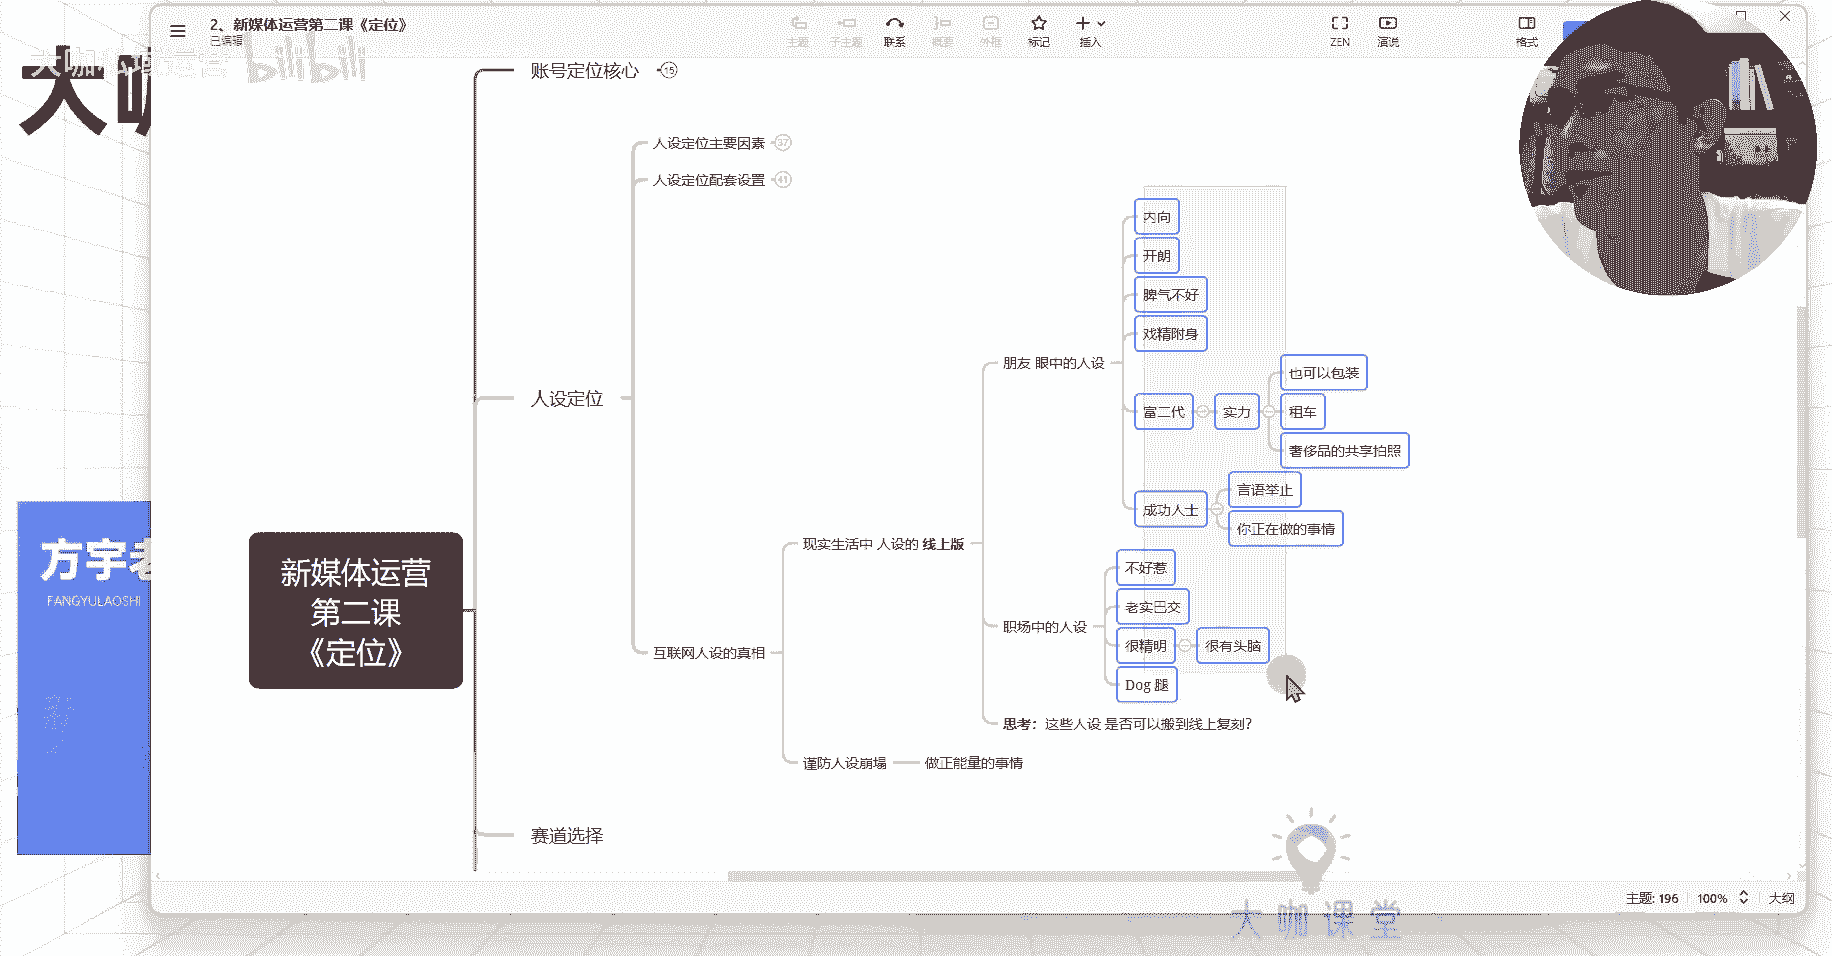 2、新媒体运营第二课《定位》
已编辑
主题
子主题
联系
概要
外框
标记
插入
ZEN
演说
格式
bilibili
大咖
账号定位核心
15
人设定位主要因素
37
人设定位配套设置
41
内向
开朗
脾气不好
戏精附身
朋友 眼中的人设
也可以包装
人设定位
富二代
实力
租车
奢侈品的共享拍照
言语举止
成功人士
你正在做的事情
方宇老
FANGYULAOSHI
新媒体运营
第二课
《定位》
现实生活中 人设的 线上版
不好惹
老实巴交
职场中的人设
很精明
很有头脑
互联网人设的真相
Dog 腿
思考：这些人设 是否可以搬到线上复刻？
谨防人设崩塌
做正能量的事情
赛道选择
主题: 196
100%
大纲
大咖课堂